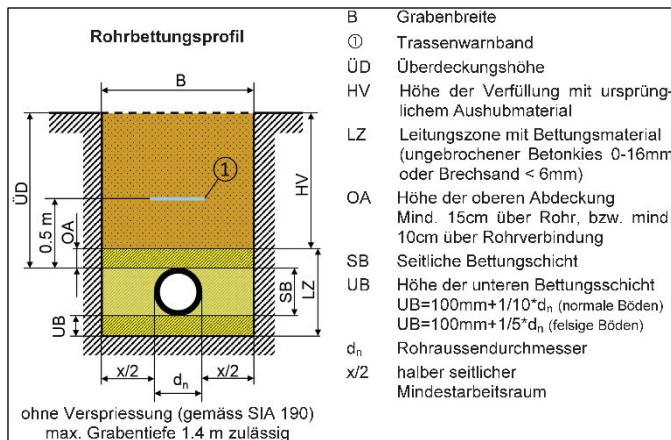 Rohrbettungsprofil
B
①
ÜD
0.5 m
OA
UB
HV
SB
LZ
x/2
dn
x/2
ohne Verspriessung (gemäss SIA 190)
max. Grabentiefe 1.4 m zulässig
B Grabenbreite
① Trassenwarnband
ÜD Überdeckungshöhe
HV Höhe der Verfüllung mit ursprüng-
lichem Aushubmaterial
LZ Leitungszone mit Bettungsmaterial
(ungebrochener Betonkies 0-16mm
oder Brechsand < 6mm)
OA Höhe der oberen Abdeckung
Mind. 15cm über Rohr, bzw. mind.
10cm über Rohrverbindung
SB Seitliche Bettungschicht
UB Höhe der unteren Bettungsschicht
UB=100mm+1/10*dn (normale Böden)
UB=100mm+1/5*dn (felsige Böden)
dn Rohraussendurchmesser
x/2 halber seitlicher
Mindestarbeitsraum